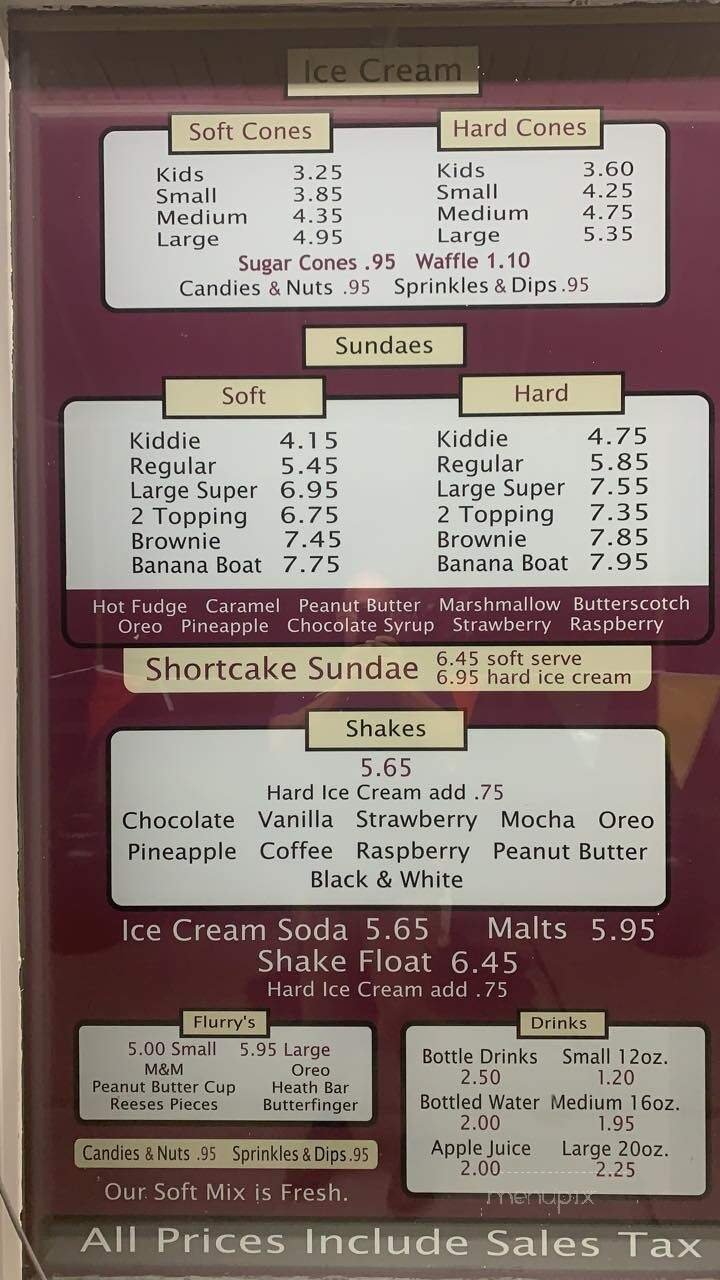 Ice Cream
Soft Cones
Kids 3.25
Small 3.85
Medium 4.35
Large 4.95
Hard Cones
Kids 3.60
Small 4.25
Medium 4.75
Large 5.35
Sugar Cones .95 Waffle 1.10
Candies & Nuts .95 Sprinkles & Dips .95
Sundaes
Soft
Kiddie 4.15
Regular 5.45
Large Super 6.95
2 Topping 6.75
Brownie 7.45
Banana Boat 7.75
Hard
Kiddie 4.75
Regular 5.85
Large Super 7.55
2 Topping 7.35
Brownie 7.85
Banana Boat 7.95
Hot Fudge Caramel Peanut Butter Marshmallow Butterscotch
Oreo Pineapple Chocolate Syrup Strawberry Raspberry
Shortcake Sundae
6.45 soft serve
6.95 hard ice cream
Shakes
5.65
Hard Ice Cream add .75
Chocolate Vanilla Strawberry Mocha Oreo
Pineapple Coffee Raspberry Peanut Butter
Black & White
Ice Cream Soda 5.65 Malts 5.95
Shake Float 6.45
Hard Ice Cream add .75
Flurry's
5.00 Small 5.95 Large
M&M Oreo
Peanut Butter Cup Heath Bar
Reeses Pieces Butterfinger
Candies & Nuts .95 Sprinkles & Dips .95
Our Soft Mix is Fresh.
Drinks
Bottle Drinks Small 12oz.
2.50 1.20
Bottled Water Medium 16oz.
2.00 1.95
Apple Juice Large 20oz.
2.00 2.25
menupix
All Prices Include Sales Tax